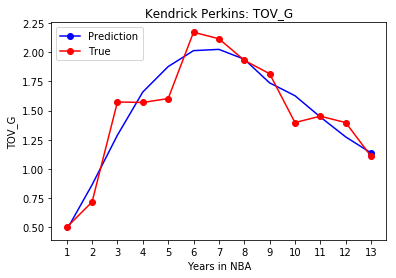 Kendrick Perkins: TOV_G
Prediction
True
2.25
2.00
1.75
1.50
1.25
1.00
0.75
0.50
TOV_G
1 2 3 4 5 6 7 8 9 10 11 12 13
Years in NBA